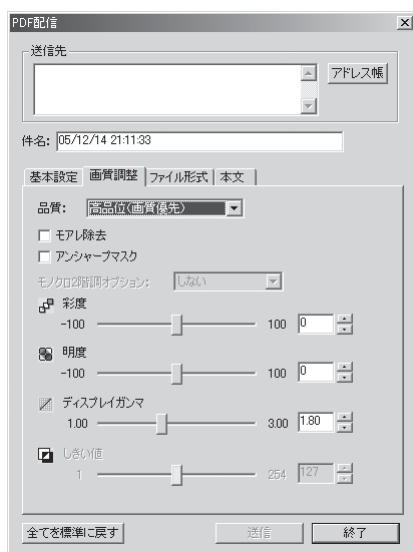 PDF配信
送信先
アドレス帳
件名: 05/12/14 21:11:33
基本設定 画質調整 ファイル形式 本文
品質: 高品位(画質優先)
モアレ除去
アンシャープマスク
モノクロ2階調オプション: しない
彩度
-100 100 0
明度
-100 100 0
ディスプレイガンマ
1.00 3.00 1.80
しきい値
1 254 127
全てを標準に戻す 送信 終了